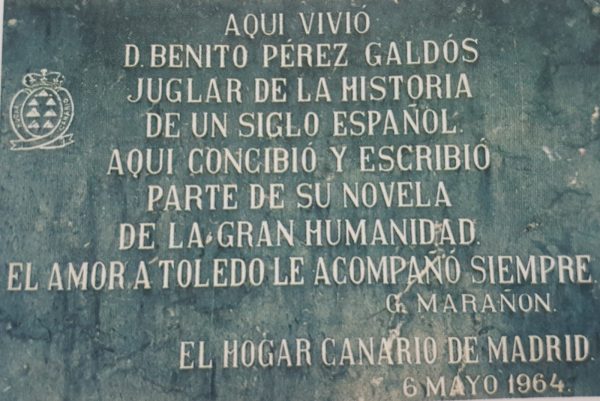 AQUI VIVIÓ
D. BENITO PÉREZ GALDÓS
JUGLAR DE LA HISTORIA
DE UN SIGLO ESPAÑOL.
AQUI CONCIBIÓ Y ESCRIBIÓ
PARTE DE SU NOVELA
DE LA GRAN HUMANIDAD.
EL AMOR A TOLEDO LE ACOMPAÑÓ SIEMPRE.
G. MARAÑON.
EL HOGAR CANARIO DE MADRID.
6 MAYO 1964.